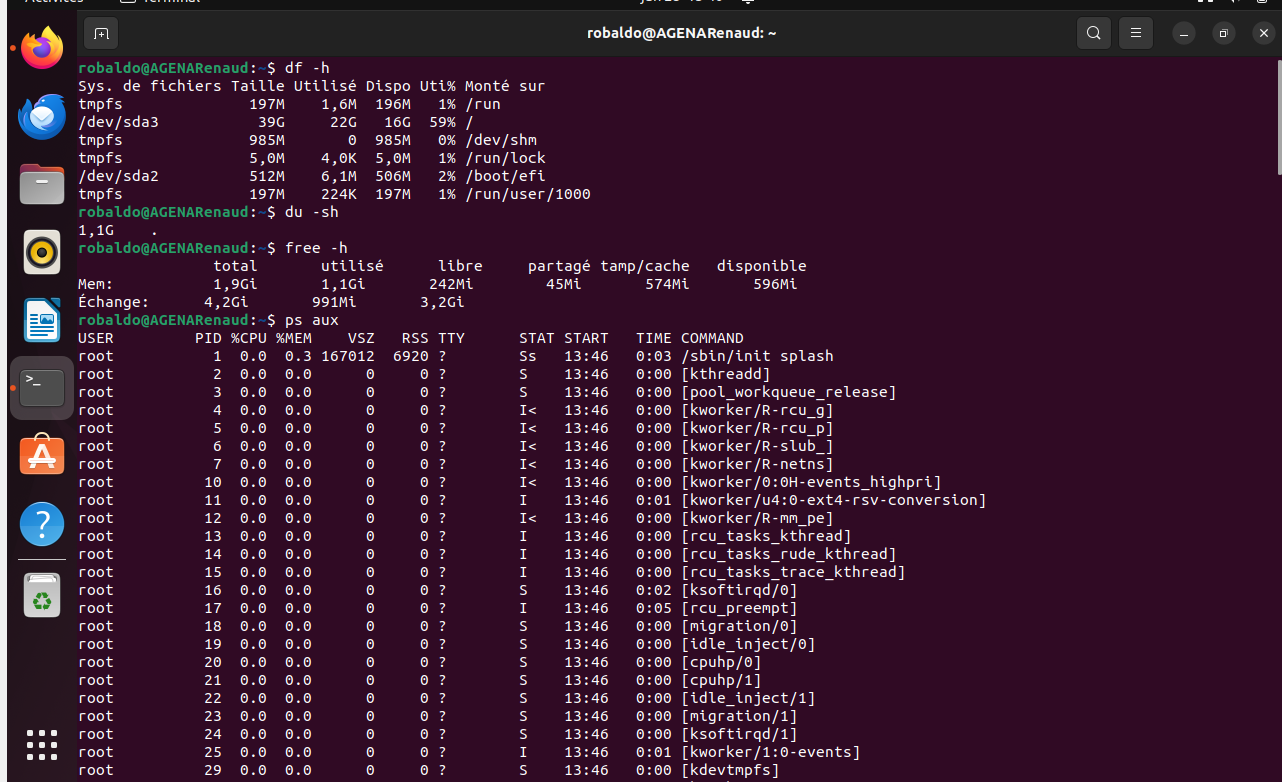 Activités Terminal
robaldo@AGENARenaud: ~
robaldo@AGENARenaud:~$ df -h
Sys. de fichiers Taille Utilisé Dispo Uti% Monté sur
tmpfs 197M 1,6M 196M 1% /run
/dev/sda3 39G 22G 16G 59% /
tmpfs 985M 0 985M 0% /dev/shm
tmpfs 5,0M 4,0K 5,0M 1% /run/lock
/dev/sda2 512M 6,1M 506M 2% /boot/efi
tmpfs 197M 224K 197M 1% /run/user/1000
robaldo@AGENARenaud:~$ du -sh
1,1G .
robaldo@AGENARenaud:~$ free -h
total utilisé libre partagé tamp/cache disponible
Mem: 1,9Gi 1,1Gi 242Mi 45Mi 574Mi 596Mi
Échange: 4,2Gi 991Mi 3,2Gi
robaldo@AGENARenaud:~$ ps aux
USER PID %CPU %MEM VSZ RSS TTY STAT START TIME COMMAND
root 1 0.0 0.3 167012 6920 ? Ss 13:46 0:03 /sbin/init splash
root 2 0.0 0.0 0 0 ? S 13:46 0:00 [kthreadd]
root 3 0.0 0.0 0 0 ? S 13:46 0:00 [pool_workqueue_release]
root 4 0.0 0.0 0 0 ? I< 13:46 0:00 [kworker/R-rcu_g]
root 5 0.0 0.0 0 0 ? I< 13:46 0:00 [kworker/R-rcu_p]
root 6 0.0 0.0 0 0 ? I< 13:46 0:00 [kworker/R-slub_]
root 7 0.0 0.0 0 0 ? I< 13:46 0:00 [kworker/R-netns]
root 10 0.0 0.0 0 0 ? I< 13:46 0:00 [kworker/0:0H-events_highpri]
root 11 0.0 0.0 0 0 ? I 13:46 0:01 [kworker/u4:0-ext4-rsv-conversion]
root 12 0.0 0.0 0 0 ? I< 13:46 0:00 [kworker/R-mm_pe]
root 13 0.0 0.0 0 0 ? I 13:46 0:00 [rcu_tasks_kthread]
root 14 0.0 0.0 0 0 ? I 13:46 0:00 [rcu_tasks_rude_kthread]
root 15 0.0 0.0 0 0 ? I 13:46 0:00 [rcu_tasks_trace_kthread]
root 16 0.0 0.0 0 0 ? S 13:46 0:02 [ksoftirqd/0]
root 17 0.0 0.0 0 0 ? I 13:46 0:05 [rcu_preempt]
root 18 0.0 0.0 0 0 ? S 13:46 0:00 [migration/0]
root 19 0.0 0.0 0 0 ? S 13:46 0:00 [idle_inject/0]
root 20 0.0 0.0 0 0 ? S 13:46 0:00 [cpuhp/0]
root 21 0.0 0.0 0 0 ? S 13:46 0:00 [cpuhp/1]
root 22 0.0 0.0 0 0 ? S 13:46 0:00 [idle_inject/1]
root 23 0.0 0.0 0 0 ? S 13:46 0:00 [migration/1]
root 24 0.0 0.0 0 0 ? S 13:46 0:00 [ksoftirqd/1]
root 25 0.0 0.0 0 0 ? I 13:46 0:01 [kworker/1:0-events]
root 29 0.0 0.0 0 0 ? S 13:46 0:00 [kdevtmpfs]